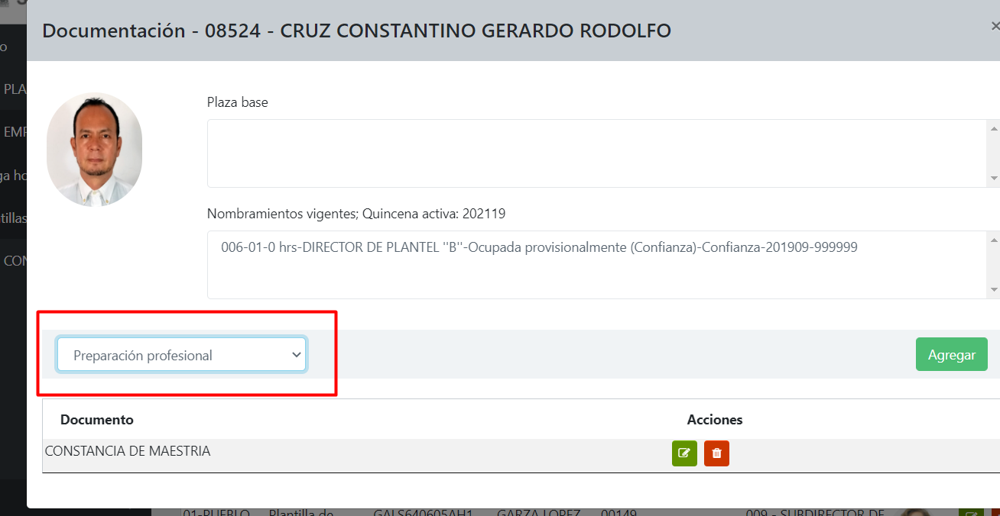 Documentación - 08524 - CRUZ CONSTANTINO GERARDO RODOLFO
×
o
PLA
EMP
ga ho
tillas
CON
Plaza base
Nombramientos vigentes; Quincena activa: 202119
006-01-0 hrs-DIRECTOR DE PLANTEL "B"-Ocupada provisionalmente (Confianza)-Confianza-201909-999999
Preparación profesional
Agregar
Documento Acciones
CONSTANCIA DE MAESTRIA
01-PUEBLO Plantilla de GALS640605AH1 GARZA LOPEZ 00149 009 - SUBDIRECTOR DE